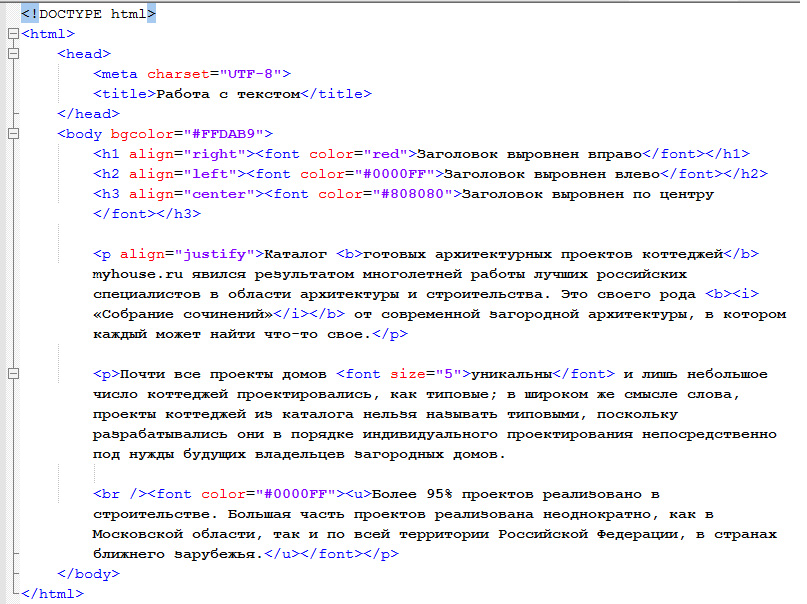 <!DOCTYPE html>
<html>
<head>
<meta charset="UTF-8">
<title>Работа с текстом</title>
</head>
<body bgcolor="#FFDAB9">
<h1 align="right"><font color="red">Заголовок выровнен вправо</font></h1>
<h2 align="left"><font color="#0000FF">Заголовок выровнен влево</font></h2>
<h3 align="center"><font color="#808080">Заголовок выровнен по центру
</font></h3>
<p align="justify">Каталог <b>готовых архитектурных проектов коттеджей</b>
myhouse.ru явился результатом многолетней работы лучших российских
специалистов в области архитектуры и строительства. Это своего рода <b><i>
«Собрание сочинений»</i></b> от современной загородной архитектуры, в котором
каждый может найти что-то свое.</p>
<p>Почти все проекты домов <font size="5">уникальны</font> и лишь небольшое
число коттеджей проектировались, как типовые; в широком же смысле слова,
проекты коттеджей из каталога нельзя называть типовыми, поскольку
разрабатывались они в порядке индивидуального проектирования непосредственно
под нужды будущих владельцев загородных домов.
<br /><font color="#0000FF"><u>Более 95% проектов реализовано в
строительстве. Большая часть проектов реализована неоднократно, как в
Московской области, так и по всей территории Российской Федерации, в странах
ближнего зарубежья.</u></font></p>
</body>
</html>